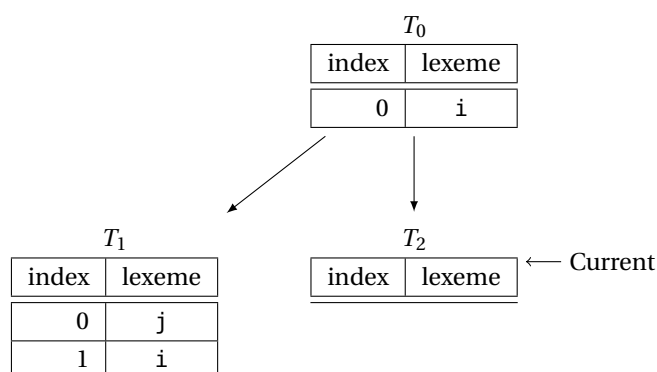 T0
index lexeme
0 i
T1
index lexeme
0 j
1 i
T2
index lexeme
Current